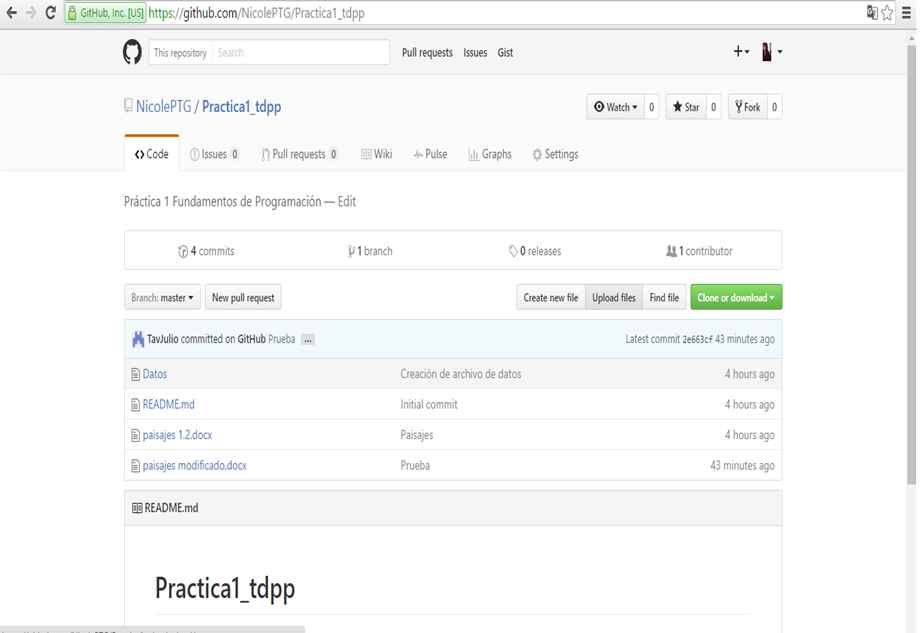 GitHub, Inc. [US] https://github.com/NicolePTG/Practica1_tdpp
This repository Search Pull requests Issues Gist
NicolePTG / Practica1_tdpp Watch 0 Star 0 Fork 0
Code Issues 0 Pull requests 0 Wiki Pulse Graphs Settings
Práctica 1 Fundamentos de Programación — Edit
4 commits 1 branch 0 releases 1 contributor
Branch: master New pull request Create new file Upload files Find file Clone or download
TavJulio committed on GitHub Prueba ... Latest commit 2e663cf 43 minutes ago
Datos Creación de archivo de datos 4 hours ago
README.md Initial commit 4 hours ago
paisajes 1.2.docx Paisajes 4 hours ago
paisajes modificado.docx Prueba 43 minutes ago
README.md
Practica1_tdpp